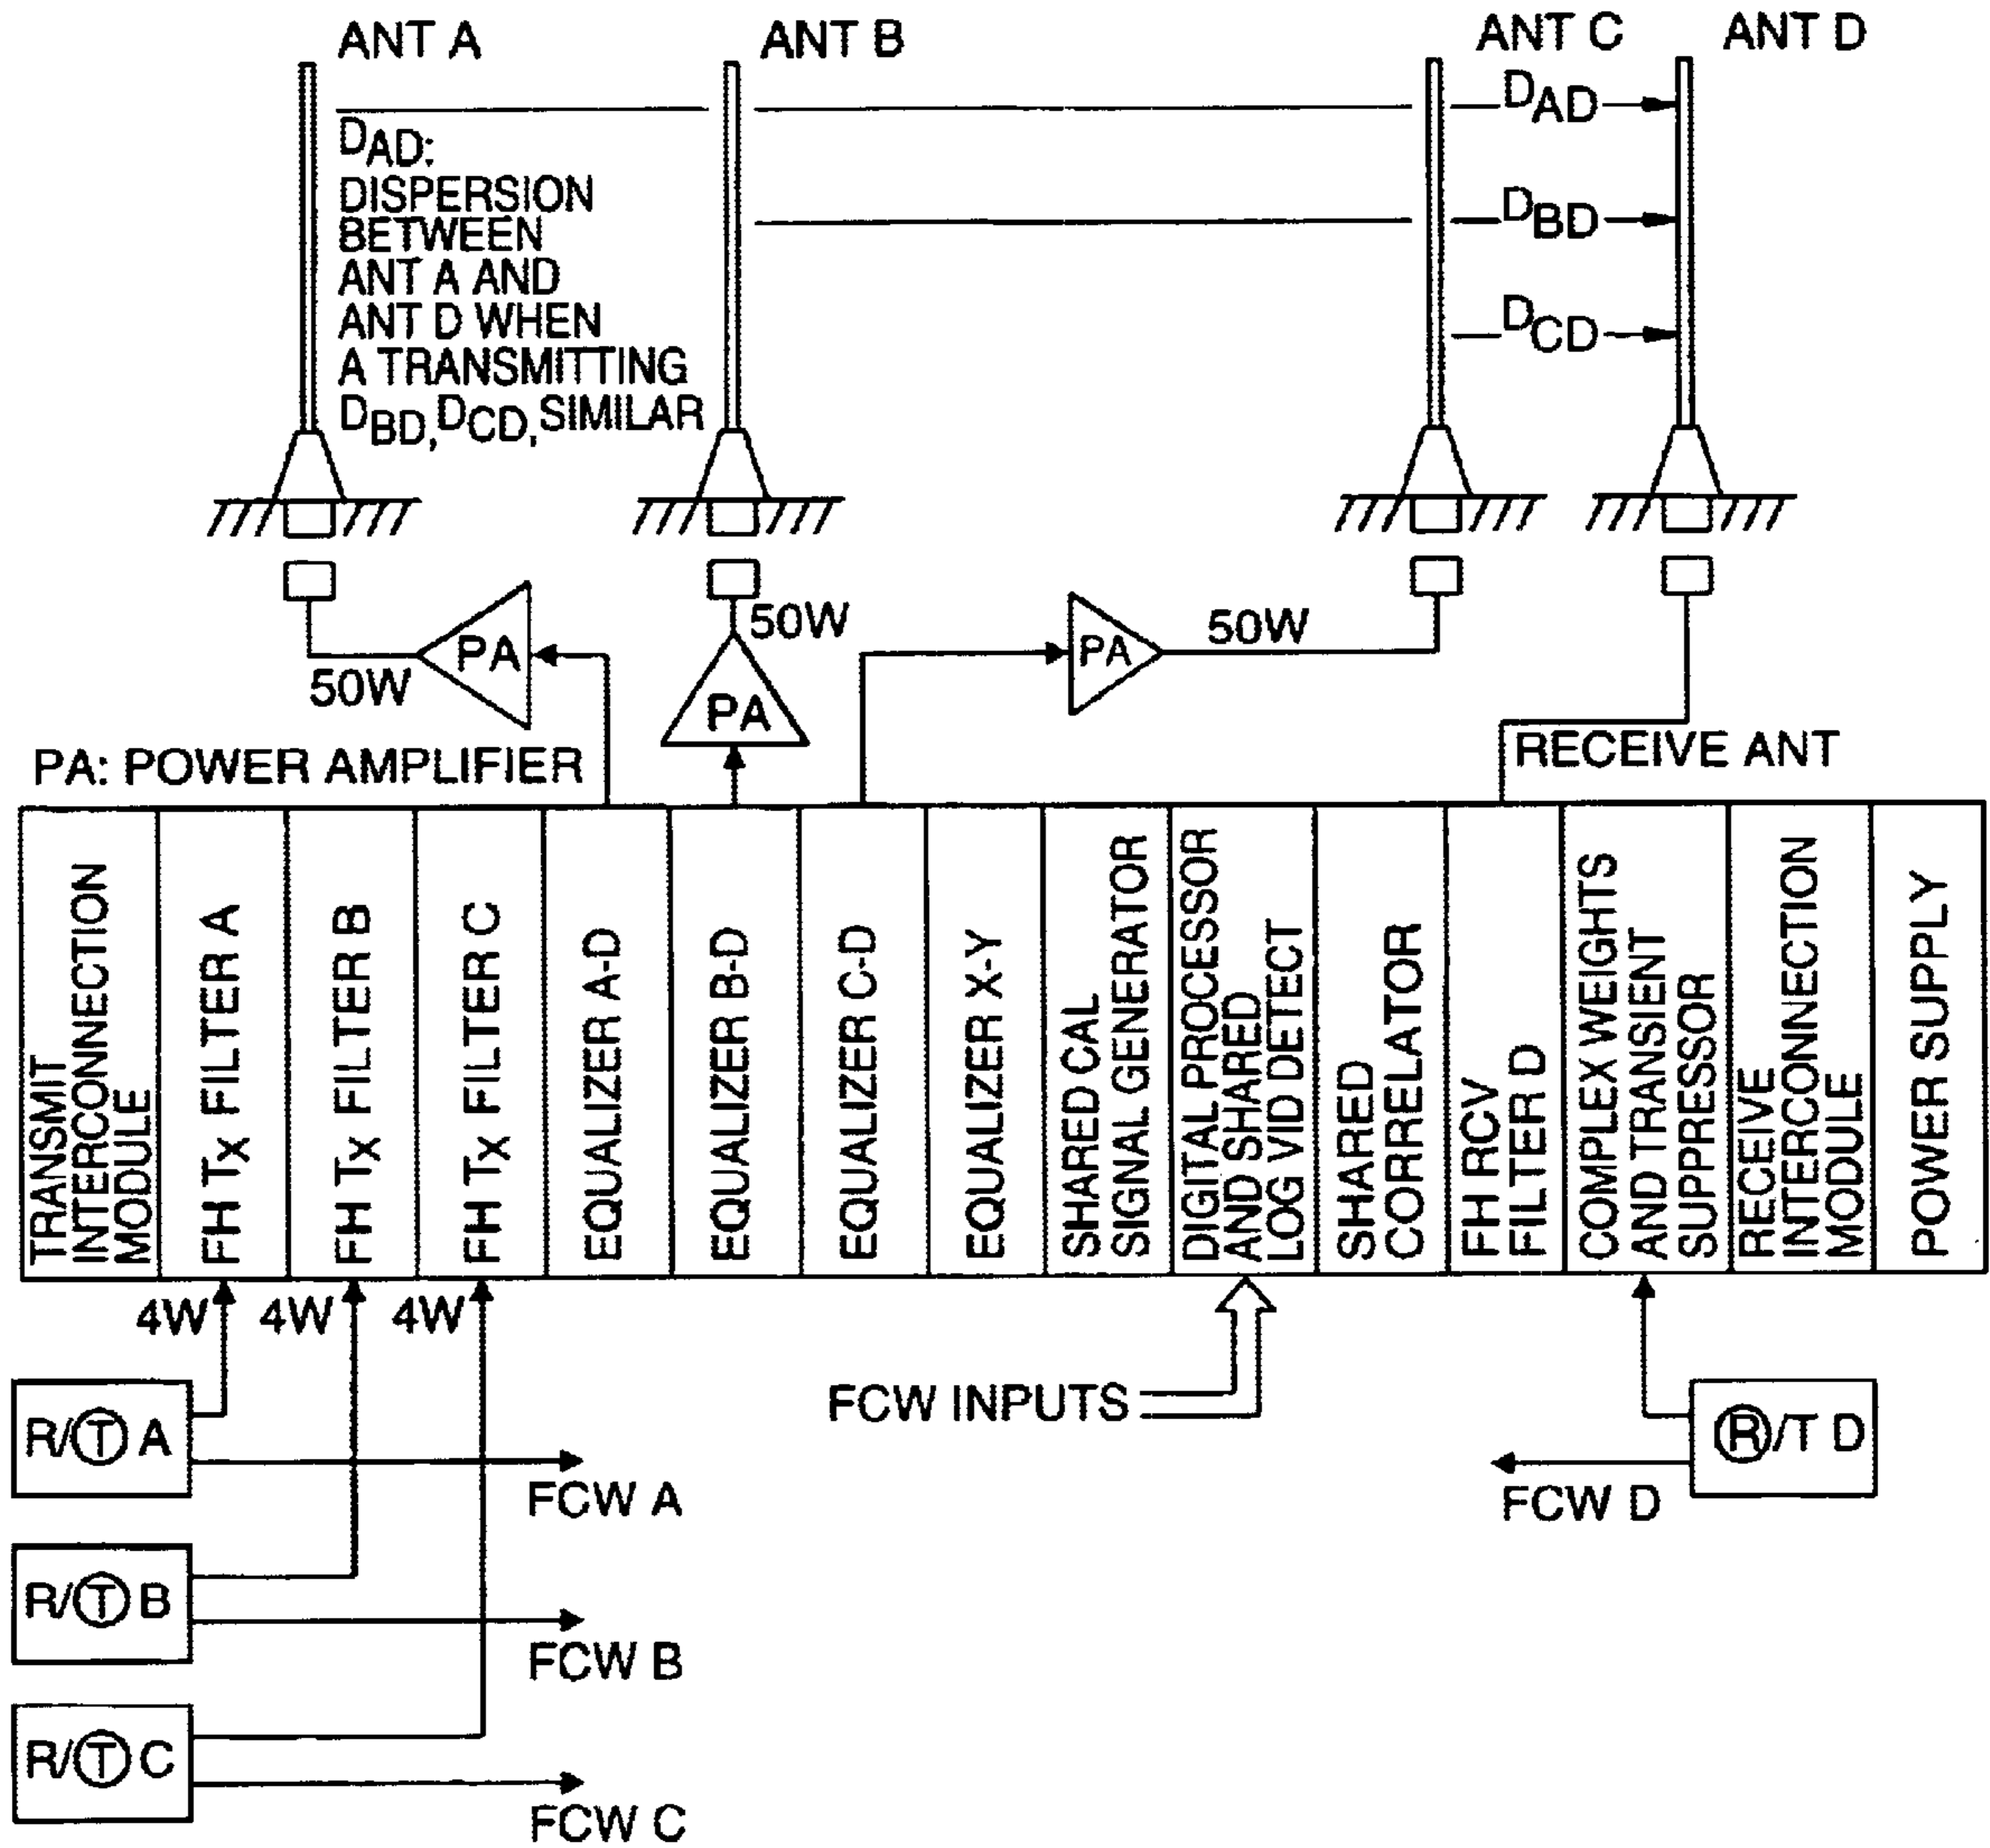 ANT A
ANT B
ANT C
ANT D
DAD
DBD
DCD
DAD:
DISPERSION
BETWEEN
ANT A AND
ANT D WHEN
A TRANSMITTING
DBD, DCD, SIMILAR
PA
50W
50W
PA
PA
50W
RECEIVE ANT
PA: POWER AMPLIFIER
TRANSMIT
INTERCONNECTION
MODULE
FH TX FILTER A
FH TX FILTER B
FH TX FILTER C
EQUALIZER A-D
EQUALIZER B-D
EQUALIZER C-D
EQUALIZER X-Y
SHARED CAL
SIGNAL GENERATOR
DIGITAL PROCESSOR
AND SHARED
LOG VID DETECT
SHARED
CORRELATOR
FH RCV
FILTER D
COMPLEX WEIGHTS
AND TRANSIENT
SUPPRESSOR
RECEIVE
INTERCONNECTION
MODULE
POWER SUPPLY
4W
4W
4W
R/T A
FCW A
R/T B
FCW B
R/T C
FCW C
FCW INPUTS
R/T D
FCW D